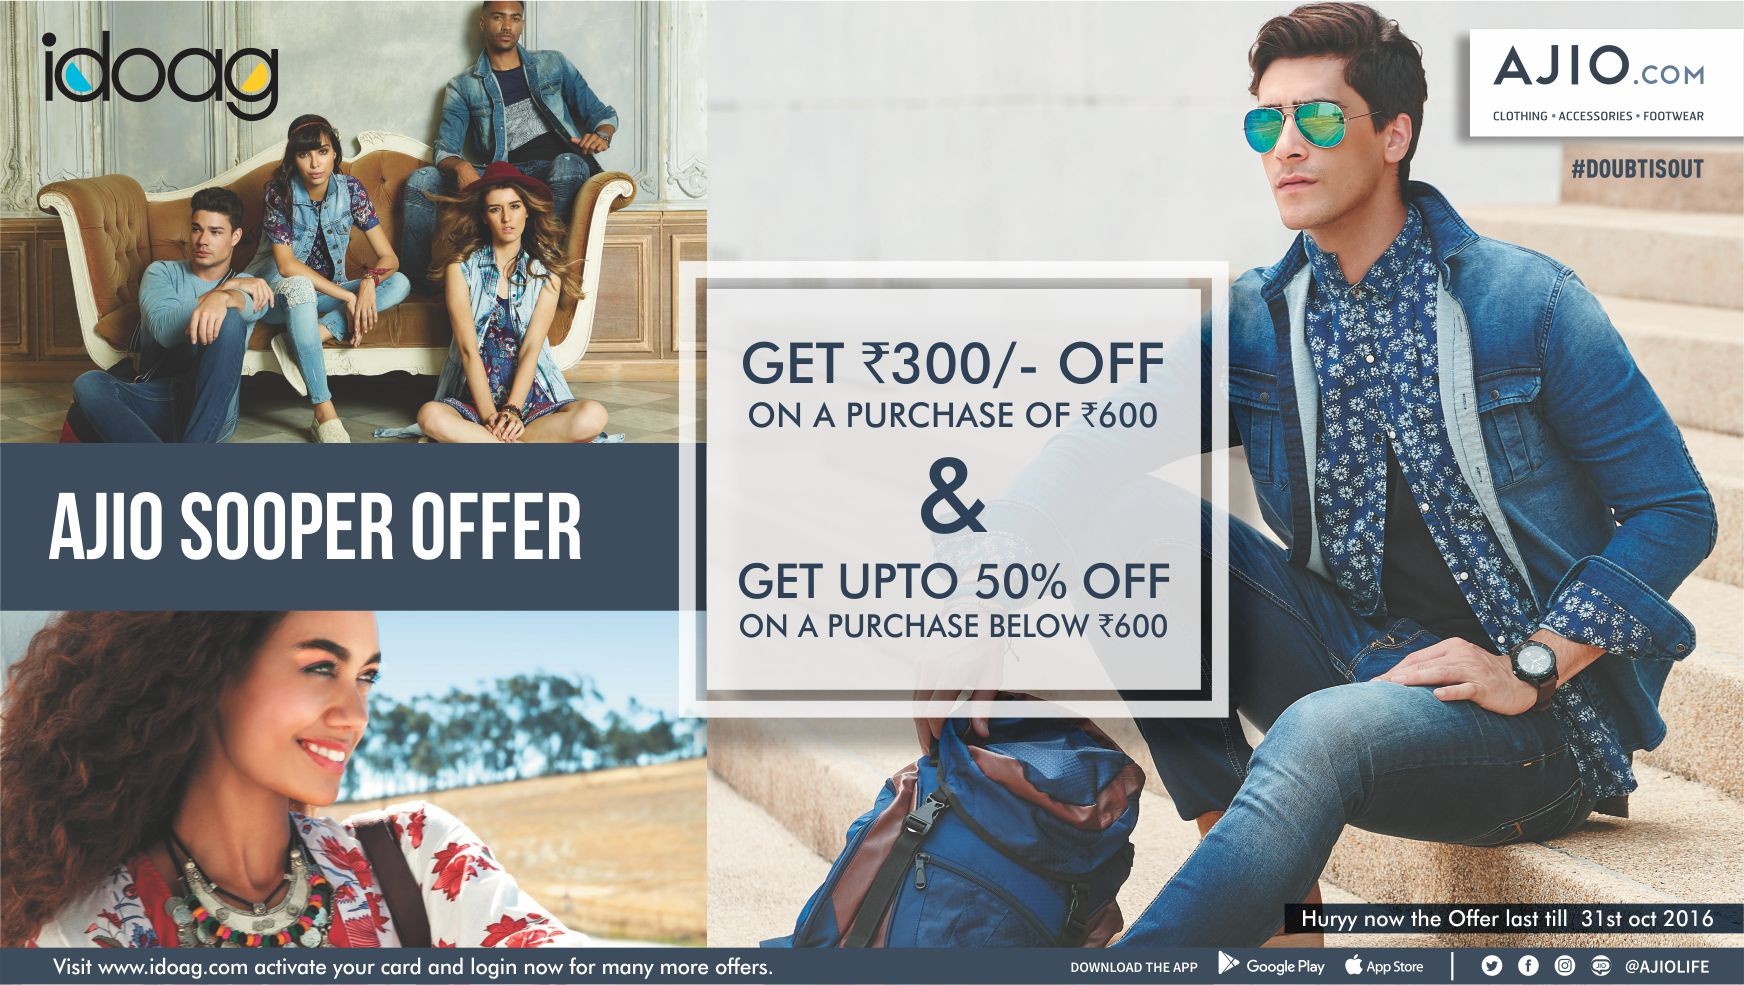 idoag
AJIO.COM
CLOTHING • ACCESSORIES • FOOTWEAR
#DOUBTISOUT
GET ₹300/- OFF
ON A PURCHASE OF ₹600
&
GET UPTO 50% OFF
ON A PURCHASE BELOW ₹600
AJIO SOOPER OFFER
Huryy now the Offer last till 31st oct 2016
Visit www.idoag.com activate your card and login now for many more offers.
DOWNLOAD THE APP Google Play App Store @AJIOLIFE